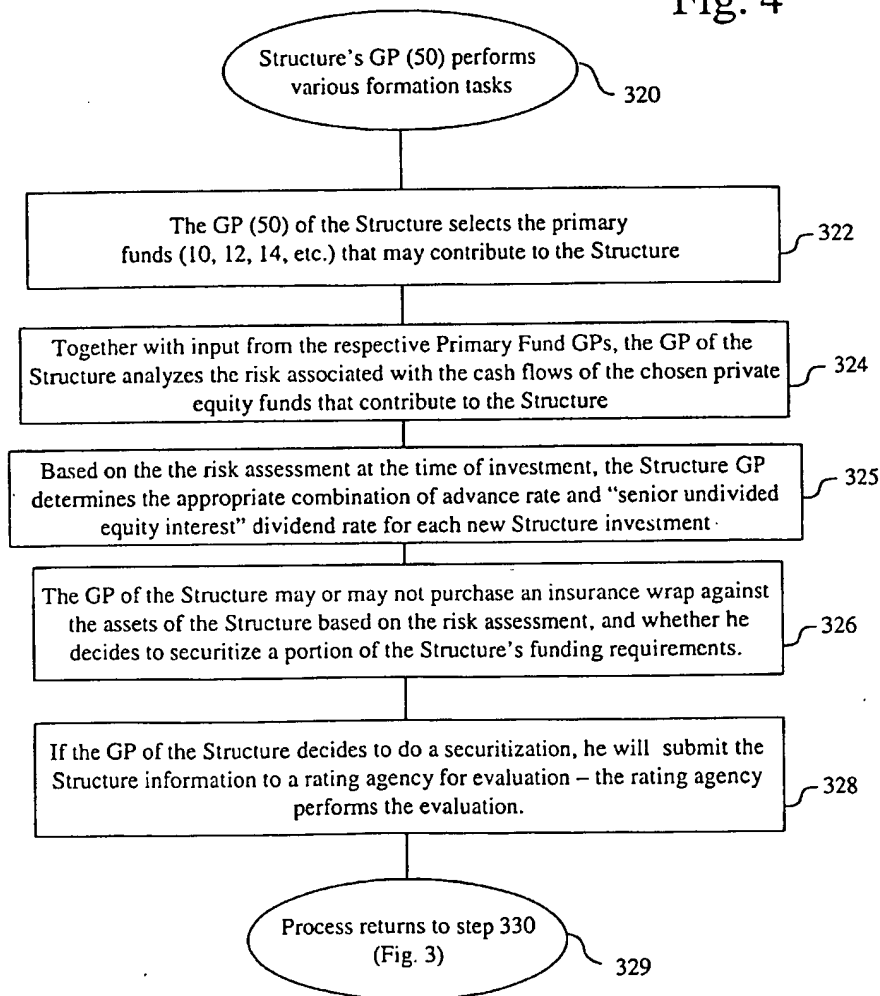 Fig. 4
Structure's GP (50) performs
various formation tasks
320
The GP (50) of the Structure selects the primary
funds (10, 12, 14, etc.) that may contribute to the Structure
322
Together with input from the respective Primary Fund GPs, the GP of the
Structure analyzes the risk associated with the cash flows of the chosen private
equity funds that contribute to the Structure
324
Based on the the risk assessment at the time of investment, the Structure GP
determines the appropriate combination of advance rate and “senior undivided
equity interest” dividend rate for each new Structure investment
325
The GP of the Structure may or may not purchase an insurance wrap against
the assets of the Structure based on the risk assessment, and whether he
decides to securitize a portion of the Structure's funding requirements.
326
If the GP of the Structure decides to do a securitization, he will submit the
Structure information to a rating agency for evaluation – the rating agency
performs the evaluation.
328
Process returns to step 330
(Fig. 3)
329